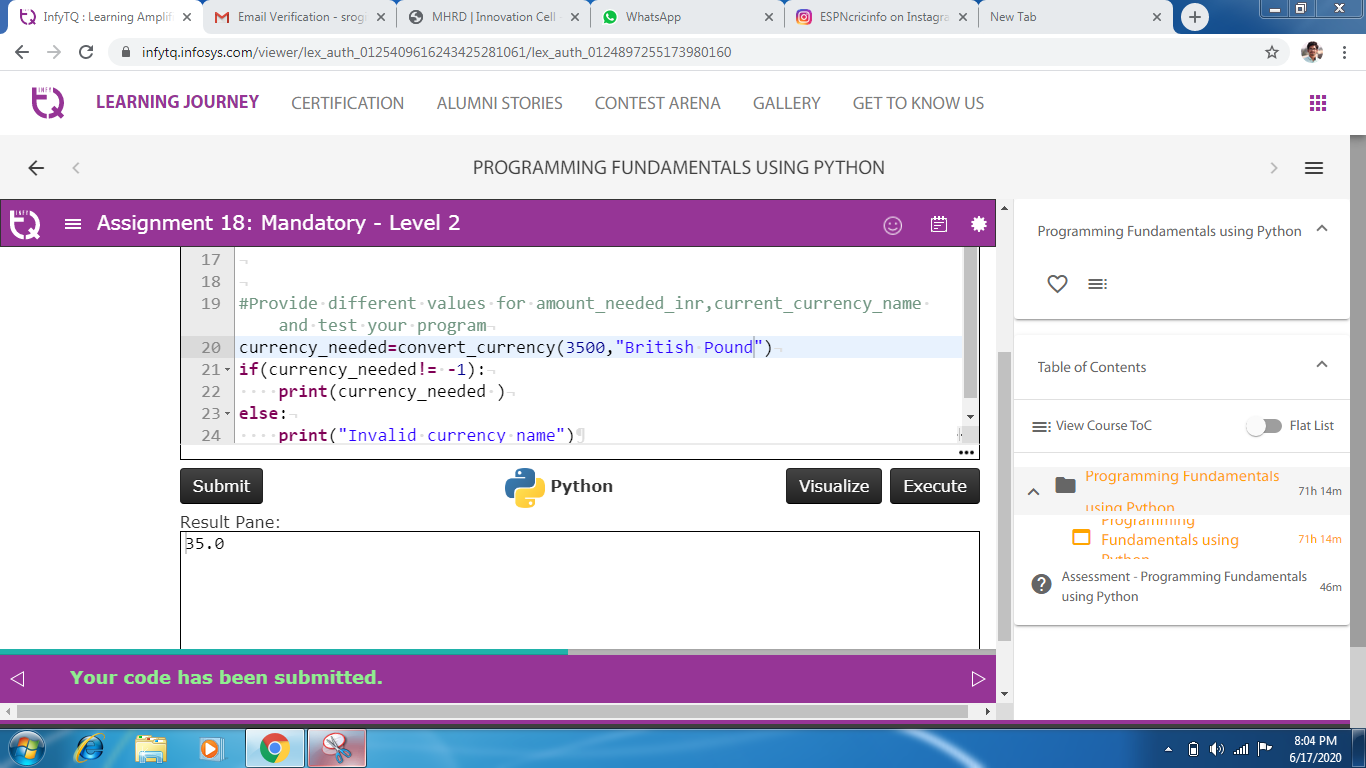 InfyTQ : Learning Amplif
Email Verification - srog
MHRD | Innovation Cell
WhatsApp
ESPNcricinfo on Instagra
New Tab
infytq.infosys.com/viewer/lex_auth_0125409616243425281061/lex_auth_0124897255173980160
INFY TQ
LEARNING JOURNEY
CERTIFICATION
ALUMNI STORIES
CONTEST ARENA
GALLERY
GET TO KNOW US
PROGRAMMING FUNDAMENTALS USING PYTHON
INFY TQ
Assignment 18: Mandatory - Level 2
17
18
19 #Provide different values for amount_needed_inr,current_currency_name
and test your program
20 currency_needed=convert_currency(3500,"British Pound")
21 if(currency_needed!= -1):
22 print(currency_needed )
23 else:
24 print("Invalid currency name")
Submit
Python
Visualize
Execute
Result Pane:
35.0
Your code has been submitted.
Programming Fundamentals using Python
Table of Contents
View Course ToC
Flat List
Programming Fundamentals
using Python
71h 14m
Programming
Fundamentals using
Python
71h 14m
Assessment - Programming Fundamentals
using Python
46m
8:04 PM
6/17/2020